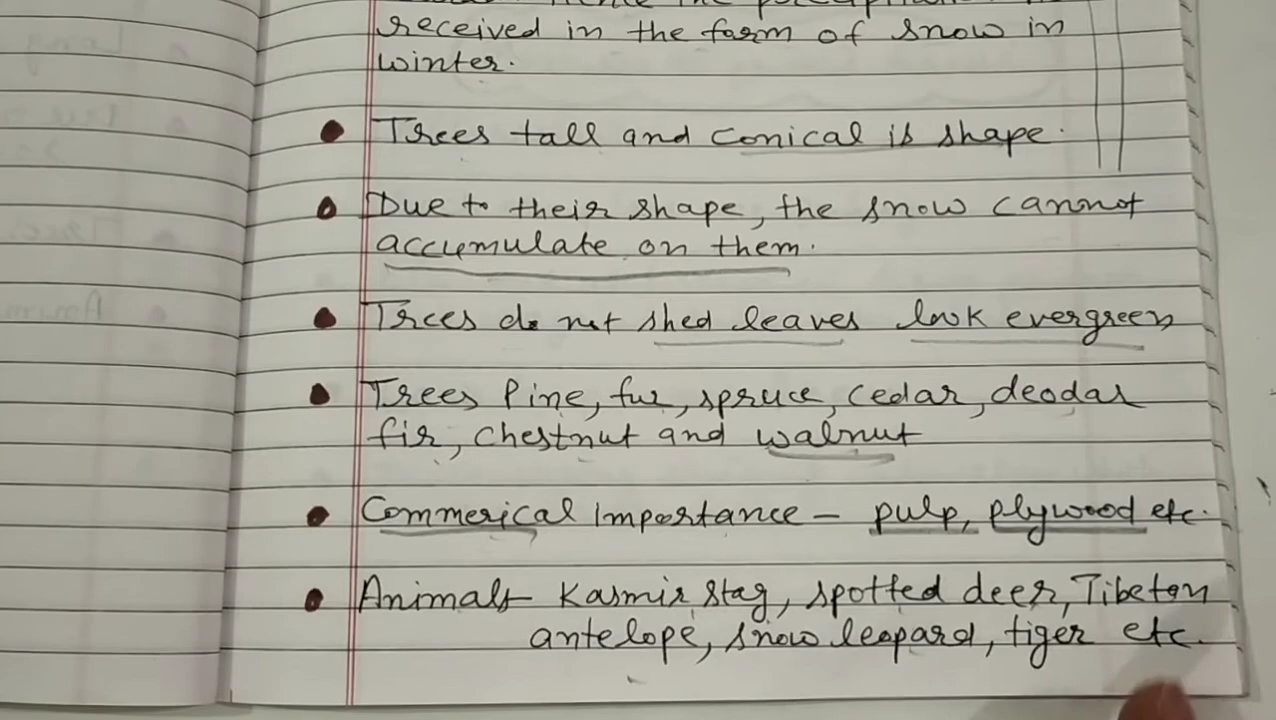 received in the form of snow in
winter.
Trees tall and conical is shape.
Due to their shape, the snow cannot
accumulate on them.
Trees do not shed leaves look evergreen
Trees Pine, fur, spruce, cedar, deodar
fir, chestnut and walnut
Commerical importance – pulp, plywood etc.
Animals Kasmir stag, spotted deer, Tibetan
antelope, snow leopard, tiger etc.